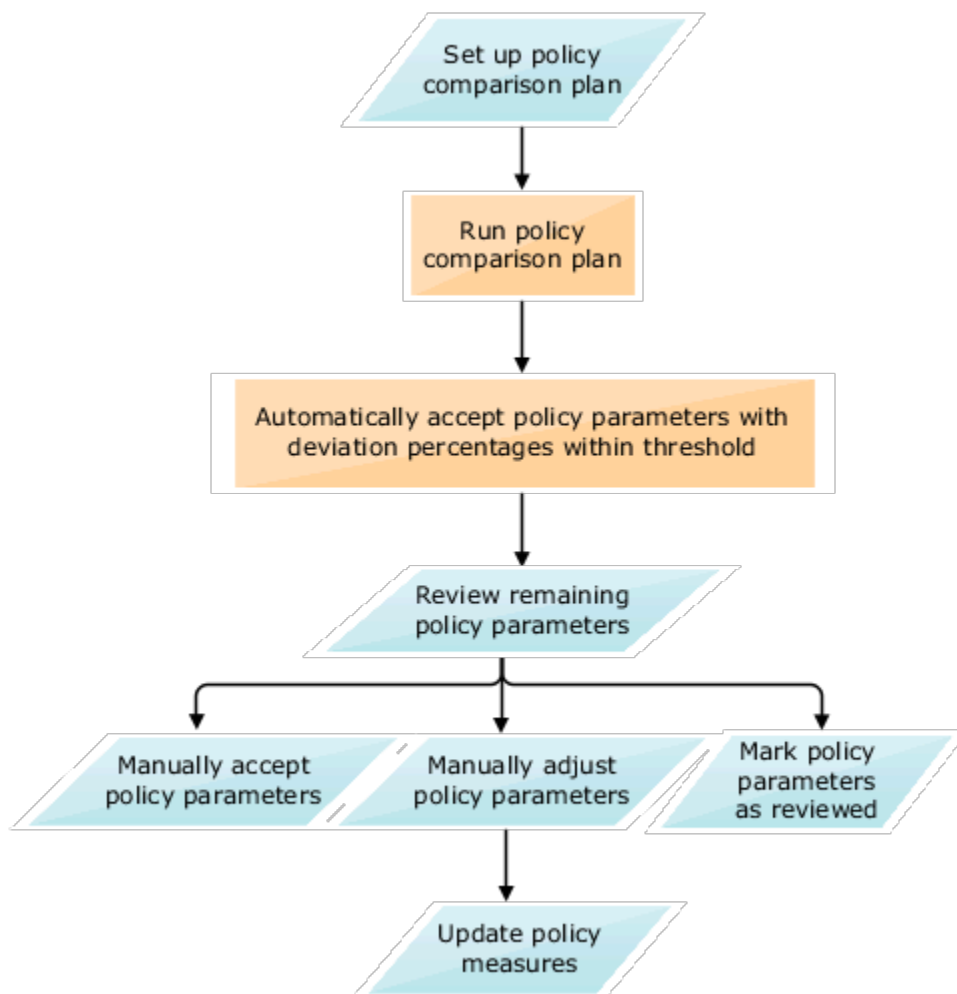 Set up policy
comparison plan
Run policy
comparison plan
Automatically accept policy parameters with
deviation percentages within threshold
Review remaining
policy parameters
Manually accept
policy parameters
Manually adjust
policy parameters
Mark policy
parameters
as reviewed
Update policy
measures